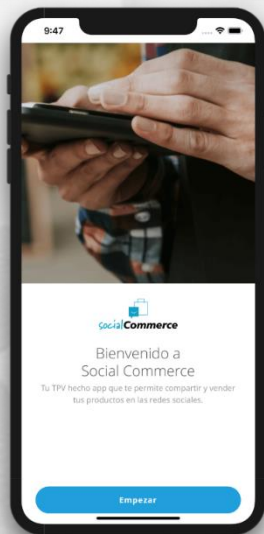 9:47
socialCommerce
Bienvenido a
Social Commerce
Tu TPV hecho app que te permite compartir y vender
tus productos en las redes sociales.
Empezar